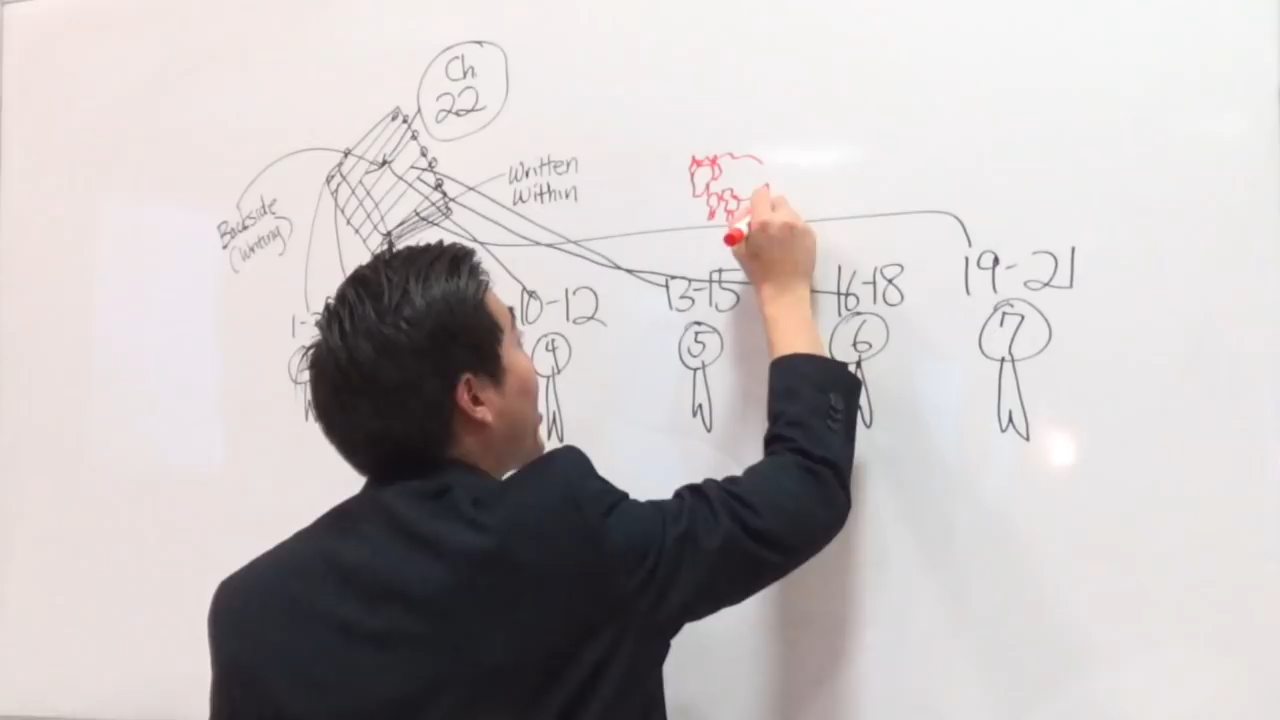 Ch
22
Written
Within
Backside
(Writing)
10-12
13-15
16-18
19-21
4
5
6
7